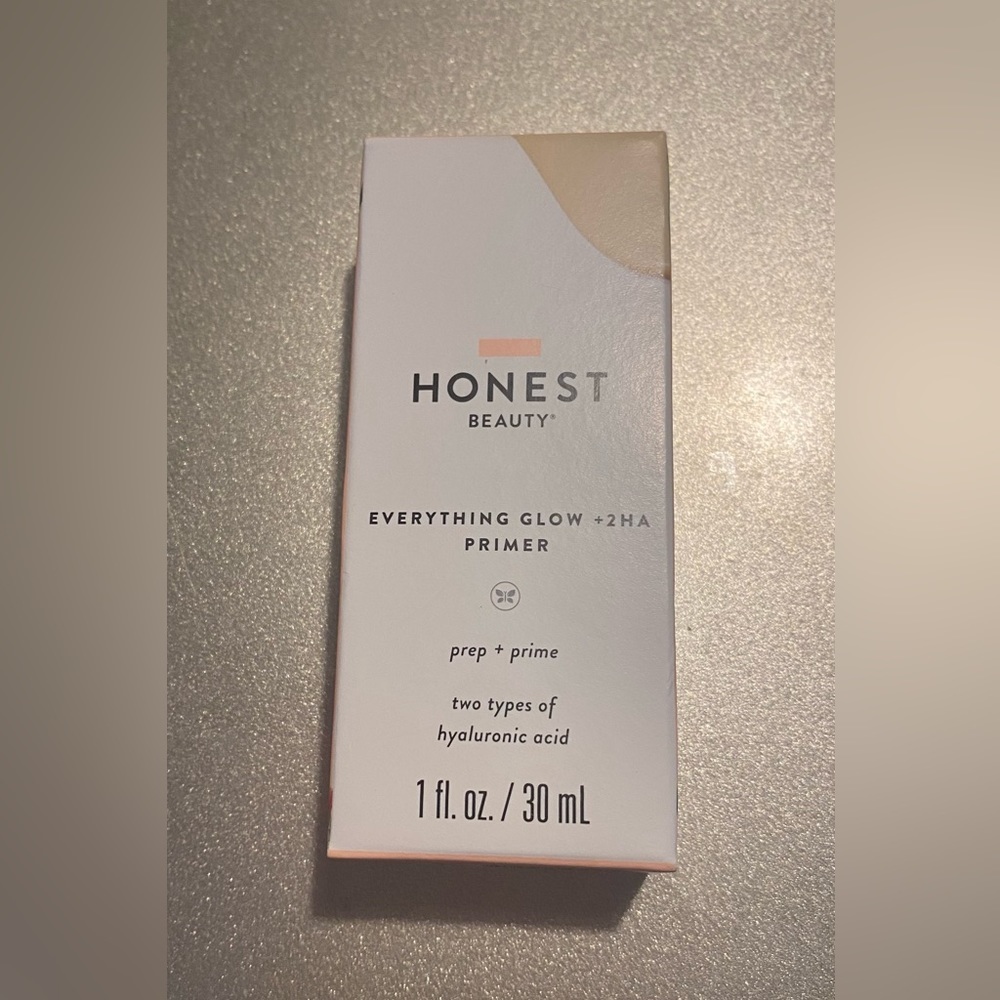 HONEST
BEAUTY®
EVERYTHING GLOW +2HA
PRIMER
prep + prime
two types of
hyaluronic acid
1 fl. oz. / 30 mL